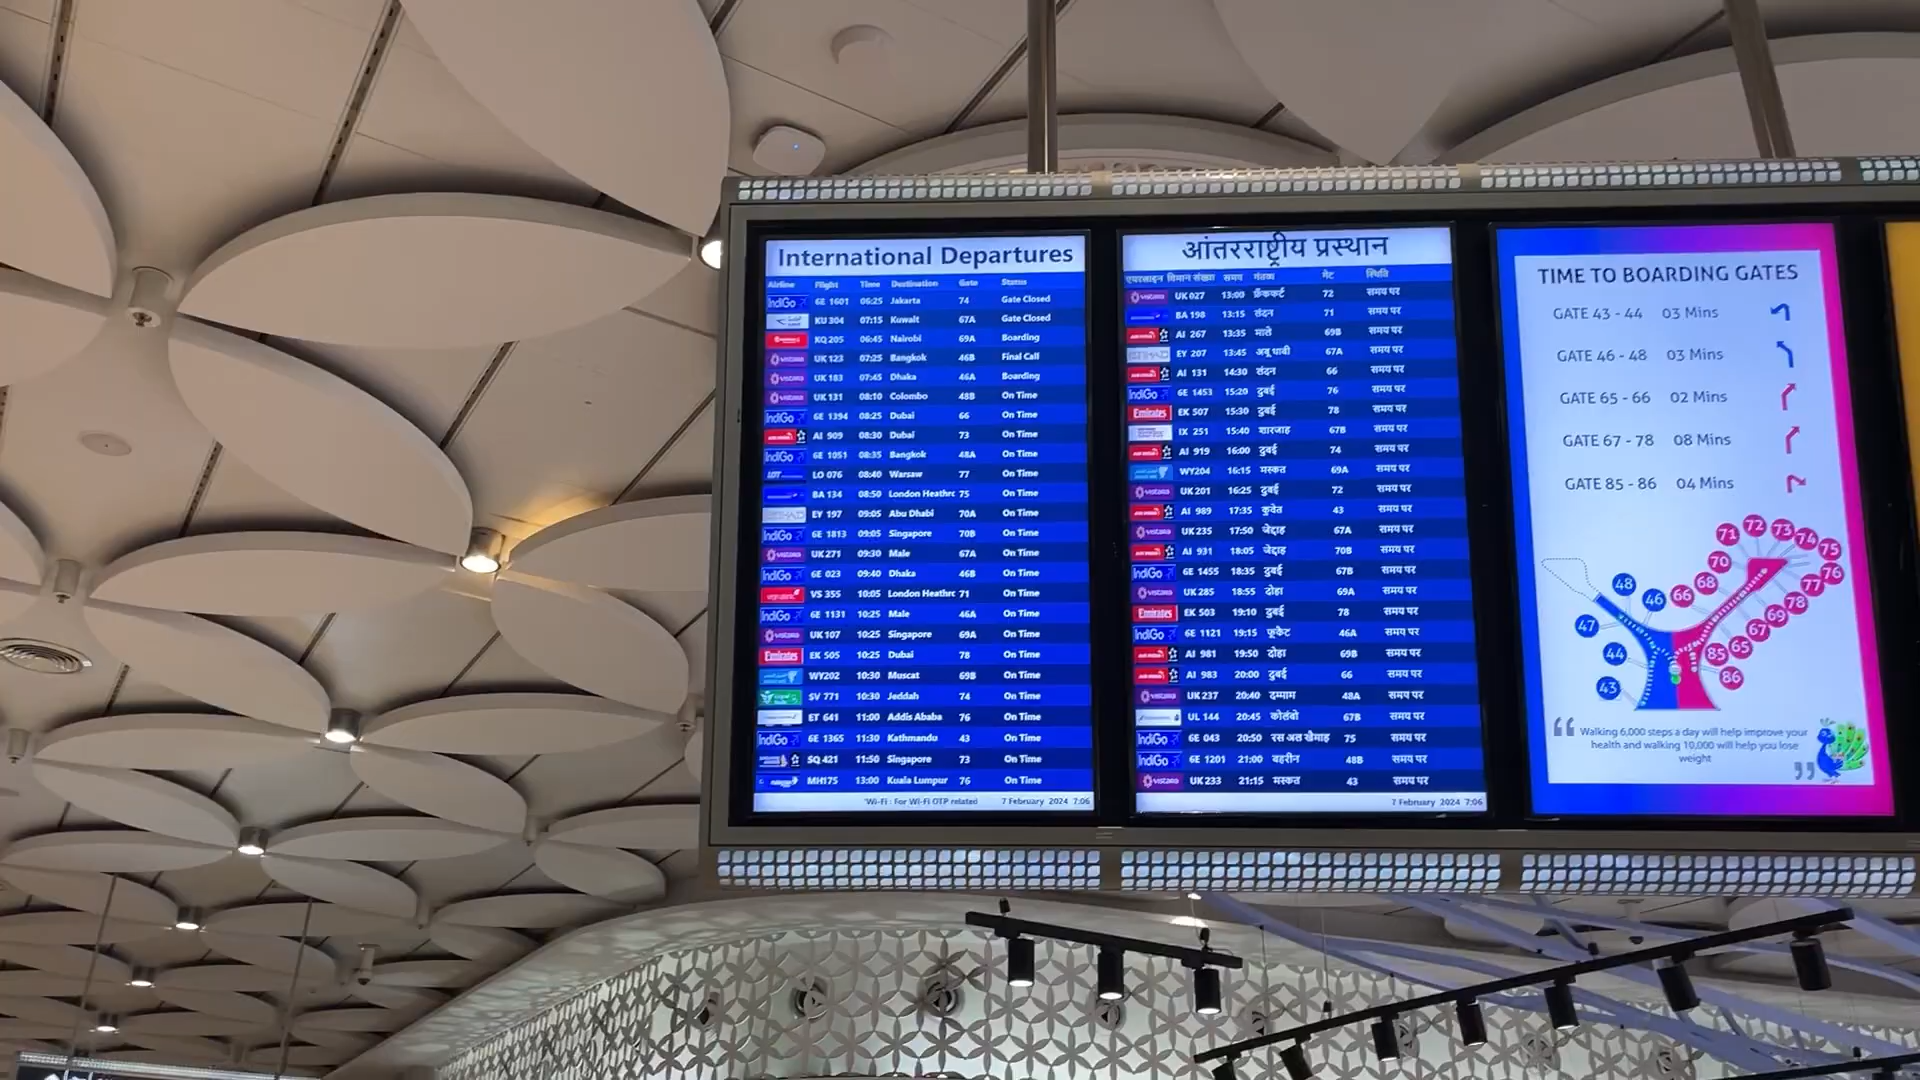 International Departures
Airline Flight Time Destination Gate Status
IndiGo 6E 1601 06:25 Jakarta 74 Gate Closed
KU 304 07:15 Kuwait 67A Gate Closed
KQ 205 06:45 Nairobi 69A Boarding
vistara UK 123 07:25 Bangkok 46B Final Call
vistara UK 183 07:45 Dhaka 46A Boarding
vistara UK 131 08:10 Colombo 48B On Time
IndiGo 6E 1394 08:25 Dubai 66 On Time
AI 909 08:30 Dubai 73 On Time
IndiGo 6E 1051 08:35 Bangkok 48A On Time
LOT LO 076 08:40 Warsaw 77 On Time
BA 134 08:50 London Heathrc 75 On Time
ETIHAD EY 197 09:05 Abu Dhabi 70A On Time
IndiGo 6E 1813 09:05 Singapore 70B On Time
vistara UK 271 09:30 Male 67A On Time
IndiGo 6E 023 09:40 Dhaka 46B On Time
VS 355 10:05 London Heathrc 71 On Time
IndiGo 6E 1131 10:25 Male 46A On Time
vistara UK 107 10:25 Singapore 69A On Time
Emirates EK 505 10:25 Dubai 78 On Time
WY202 10:30 Muscat 69B On Time
SV 771 10:30 Jeddah 74 On Time
ET 641 11:00 Addis Ababa 76 On Time
IndiGo 6E 1365 11:30 Kathmandu 43 On Time
SQ 421 11:50 Singapore 73 On Time
MH175 13:00 Kuala Lumpur 76 On Time
'Wi-Fi : For Wi-Fi OTP related 7 February 2024 7:06
आंतरराष्ट्रीय प्रस्थान
एयरलाइन विमान संख्या समय गंतव्य गेट स्थिति
vistara UK 027 13:00 फ्रैंकफर्ट 72 समय पर
BA 198 13:15 लंदन 71 समय पर
AI 267 13:35 माले 69B समय पर
ETIHAD EY 207 13:45 अबू धाबी 67A समय पर
AI 131 14:30 लंदन 66 समय पर
IndiGo 6E 1453 15:20 दुबई 76 समय पर
Emirates EK 507 15:30 दुबई 78 समय पर
IX 251 15:40 शारजाह 67B समय पर
AI 919 16:00 दुबई 74 समय पर
WY204 16:15 मस्कत 69A समय पर
vistara UK 201 16:25 दुबई 72 समय पर
AI 989 17:35 कुवेत 43 समय पर
vistara UK 235 17:50 जेद्दाह 67A समय पर
AI 931 18:05 जेद्दाह 70B समय पर
IndiGo 6E 1455 18:35 दुबई 67B समय पर
vistara UK 285 18:55 दोहा 69A समय पर
Emirates EK 503 19:10 दुबई 78 समय पर
IndiGo 6E 1121 19:15 फूकेट 46A समय पर
AI 981 19:50 दोहा 69B समय पर
AI 983 20:00 दुबई 66 समय पर
vistara UK 237 20:40 दम्माम 48A समय पर
UL 144 20:45 कोलंबो 67B समय पर
IndiGo 6E 043 20:50 रस अल खैमाह 75 समय पर
IndiGo 6E 1201 21:00 बहरीन 48B समय पर
vistara UK 233 21:15 मस्कत 43 समय पर
7 February 2024 7:06
TIME TO BOARDING GATES
GATE 43 - 44 03 Mins
GATE 46 - 48 03 Mins
GATE 65 - 66 02 Mins
GATE 67 - 78 08 Mins
GATE 85 - 86 04 Mins
71 72 73 74 75
70 76
48 46 66 68 77
78
47 69
67
44 85 65
43 86
“ Walking 6,000 steps a day will help improve your
health and walking 10,000 will help you lose
weight ”